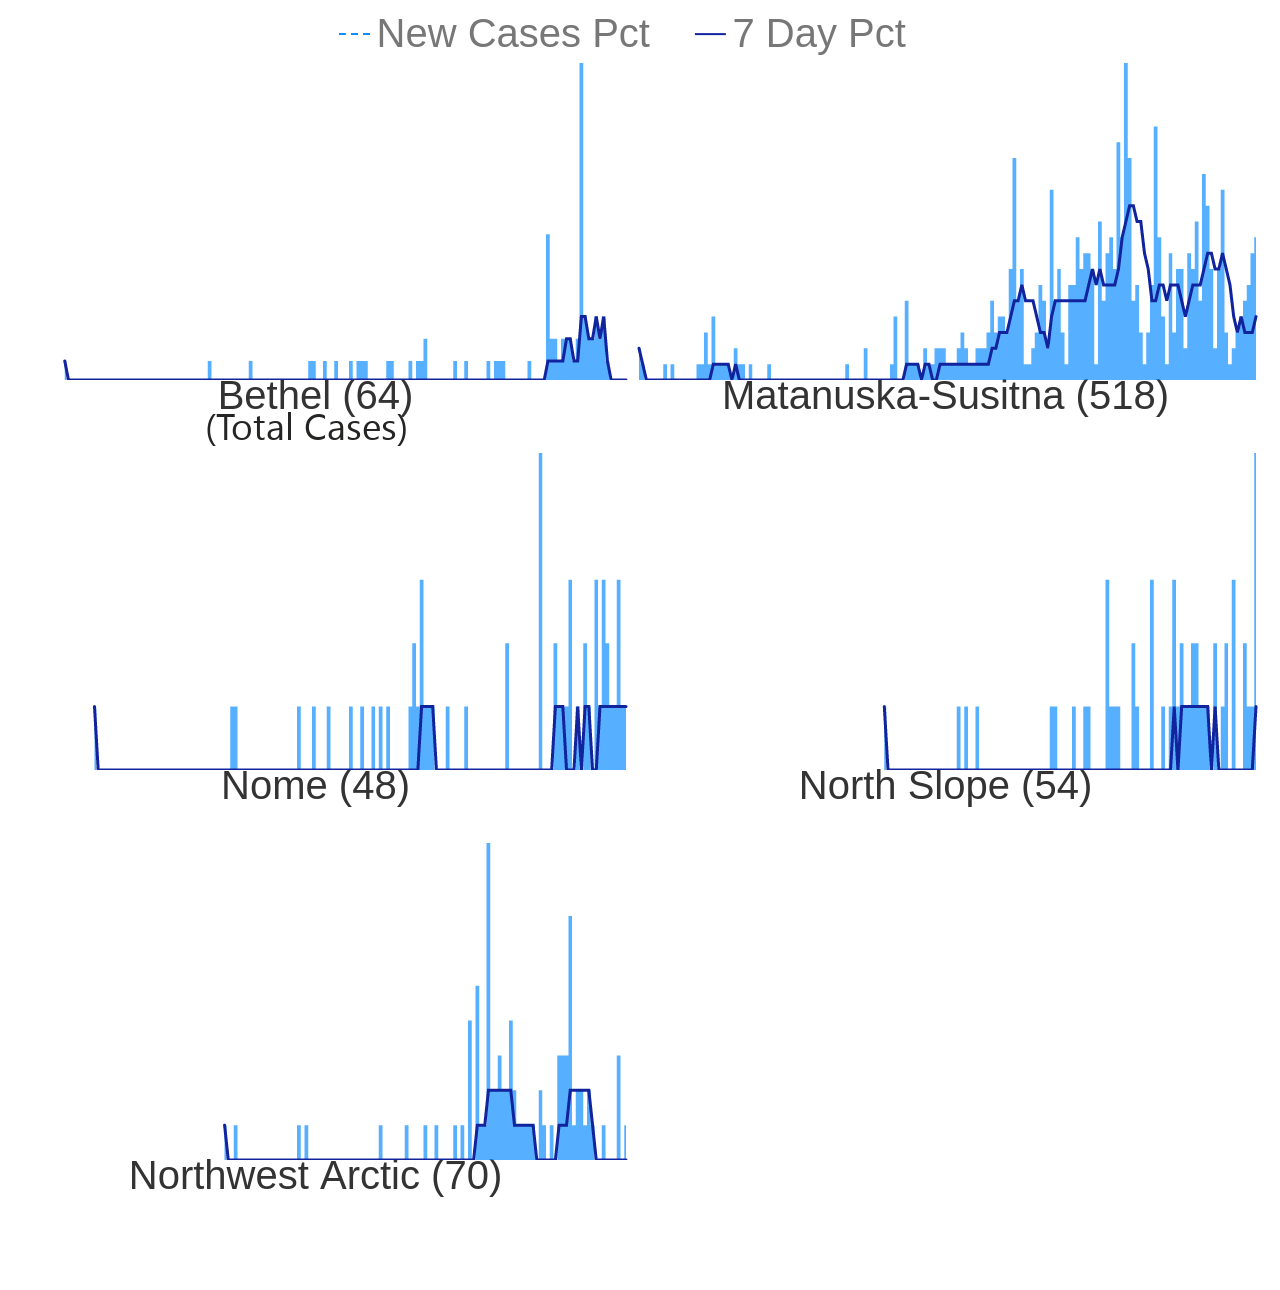 New Cases Pct 7 Day Pct
Bethel (64) Matanuska-Susitna (518)
(Total Cases)
Nome (48) North Slope (54)
Northwest Arctic (70)